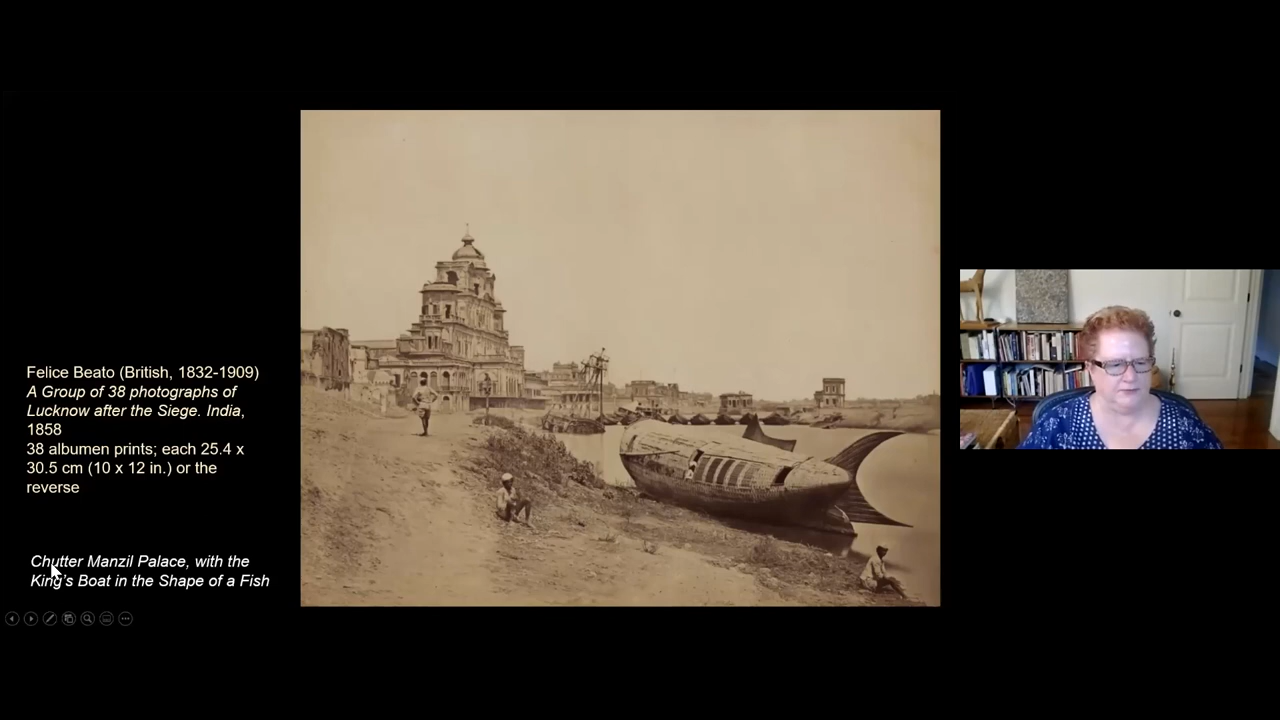 Felice Beato (British, 1832-1909)
A Group of 38 photographs of
Lucknow after the Siege. India,
1858
38 albumen prints; each 25.4 x
30.5 cm (10 x 12 in.) or the
reverse
Chutter Manzil Palace, with the
King's Boat in the Shape of a Fish